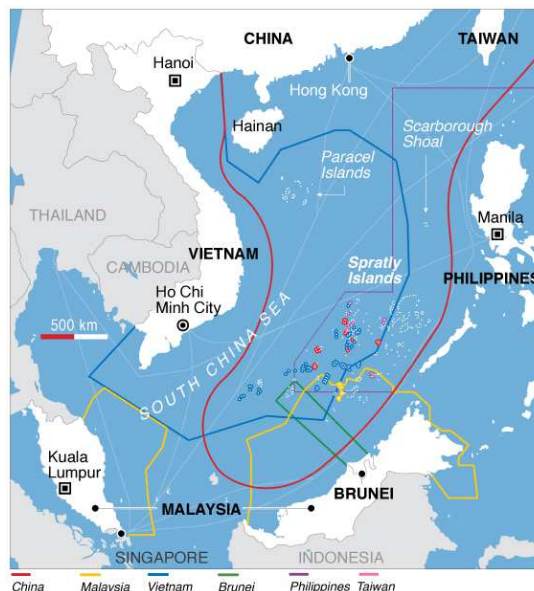 CHINA
TAIWAN
Hanoi
Hong Kong
Hainan
Scarborough
Shoal
Paracel
Islands
THAILAND
Manila
VIETNAM
CAMBODIA
Spratly
Islands
PHILIPPINES
Ho Chi
Minh City
500 km
SOUTH CHINA SEA
Kuala
Lumpur
MALAYSIA
BRUNEI
SINGAPORE
INDONESIA
China Malaysia Vietnam Brunei Philippines Taiwan